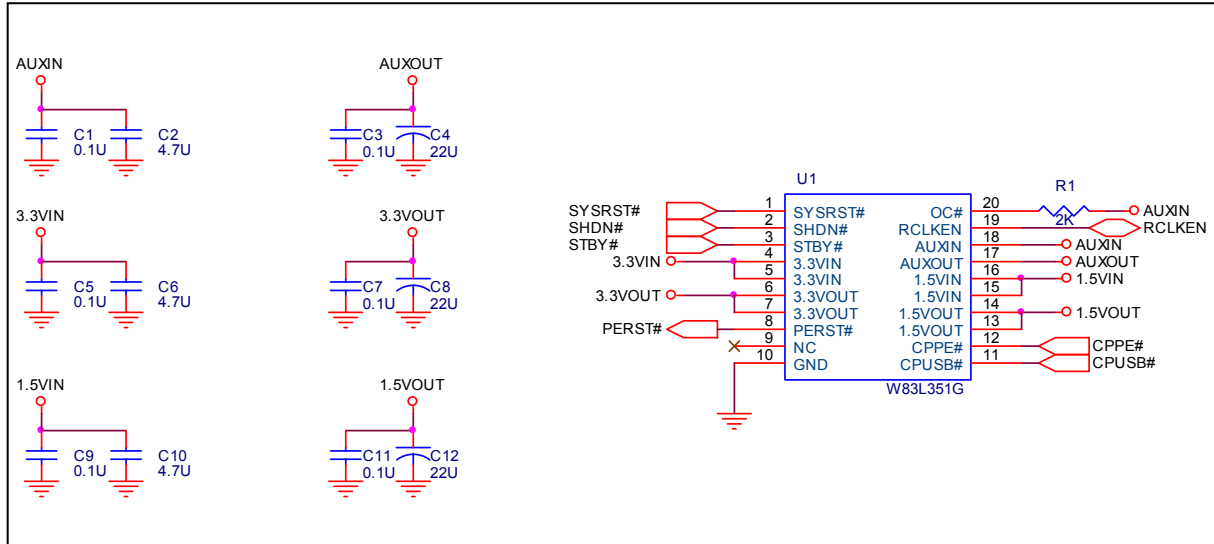 AUXIN
C1
0.1U
C2
4.7U
AUXOUT
C3
0.1U
C4
22U
3.3VIN
C5
0.1U
C6
4.7U
3.3VOUT
C7
0.1U
C8
22U
1.5VIN
C9
0.1U
C10
4.7U
1.5VOUT
C11
0.1U
C12
22U
U1
R1
2K
SYSRST# 1 SYSRST# OC# 20 AUXIN
SHDN# 2 SHDN# RCLKEN 19 RCLKEN
STBY# 3 STBY# AUXIN 18 AUXIN
3.3VIN 4 3.3VIN AUXOUT 17 AUXOUT
5 3.3VIN 1.5VIN 16 1.5VIN
3.3VOUT 6 3.3VOUT 1.5VIN 15
7 3.3VOUT 1.5VOUT 14 1.5VOUT
PERST# 8 PERST# 1.5VOUT 13
9 NC CPPE# 12 CPPE#
10 GND CPUSB# 11 CPUSB#
W83L351G